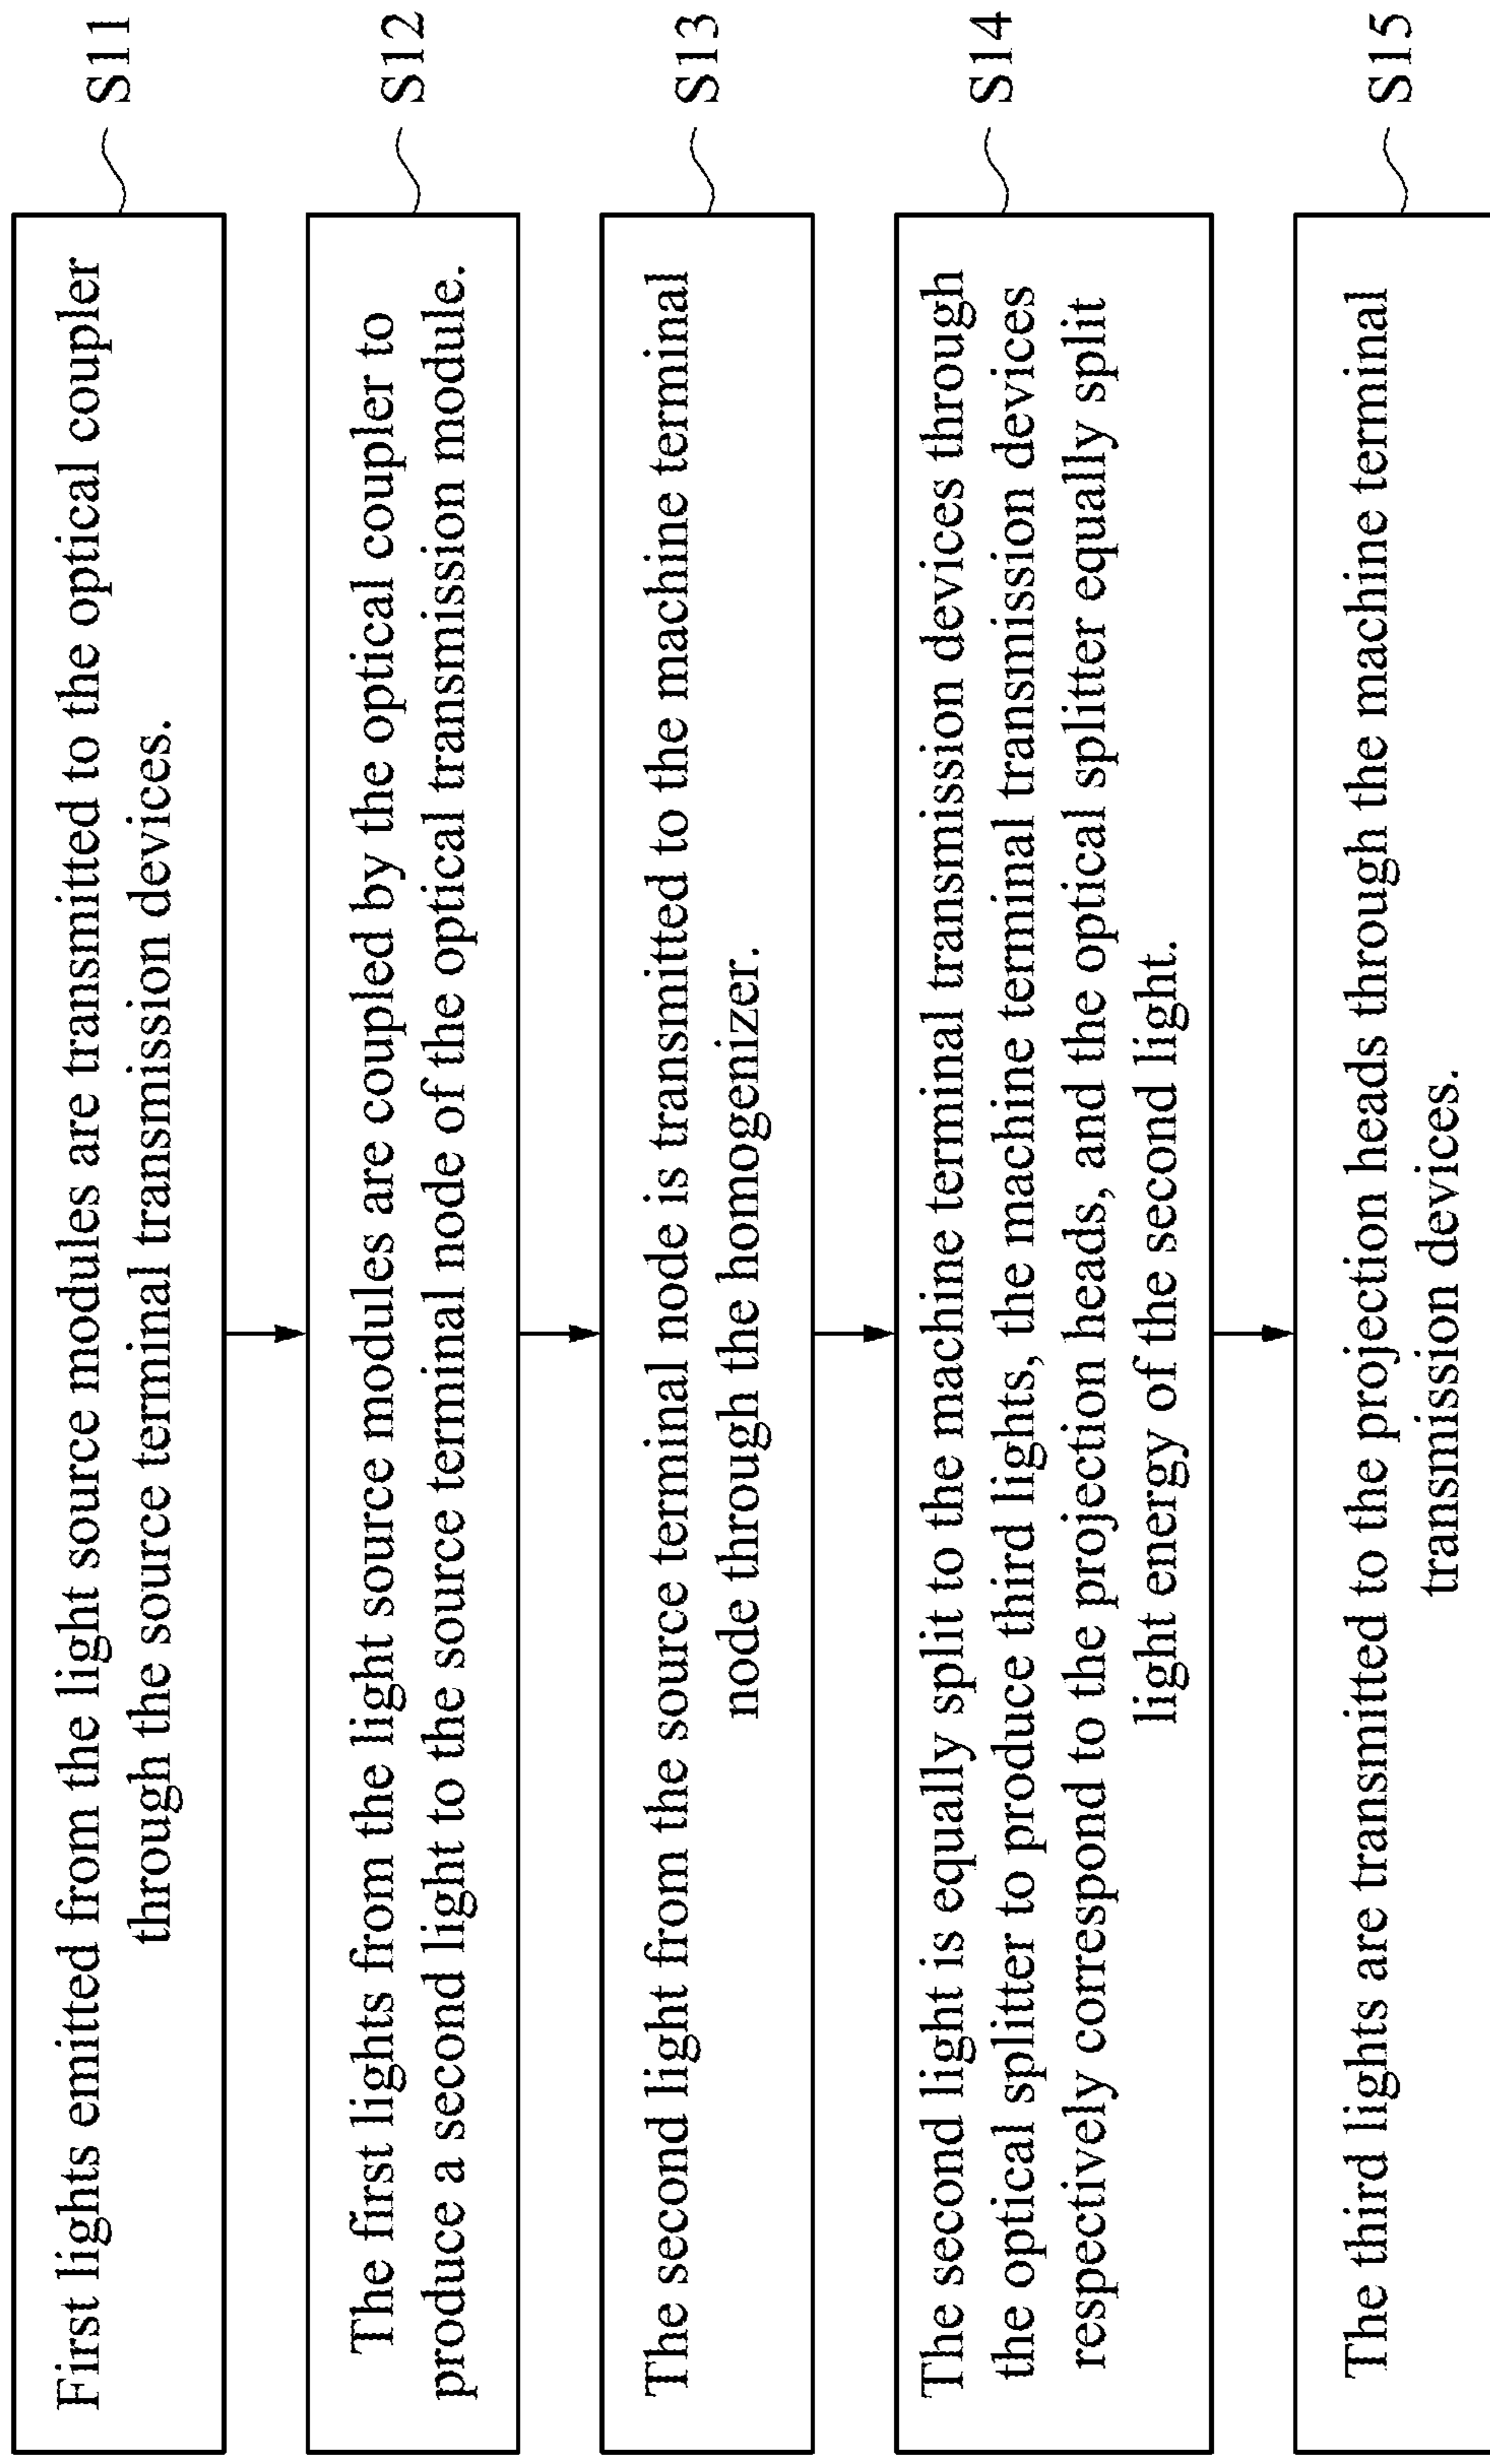 First lights emitted from the light source modules are transmitted to the optical coupler
through the source terminal transmission devices.
S11
The first lights from the light source modules are coupled by the optical coupler to
produce a second light to the source terminal node of the optical transmission module.
S12
The second light from the source terminal node is transmitted to the machine terminal
node through the homogenizer.
S13
The second light is equally split to the machine terminal transmission devices through
the optical splitter to produce third lights, the machine terminal transmission devices
respectively correspond to the projection heads, and the optical splitter equally split
light energy of the second light.
S14
The third lights are transmitted to the projection heads through the machine terminal
transmission devices.
S15